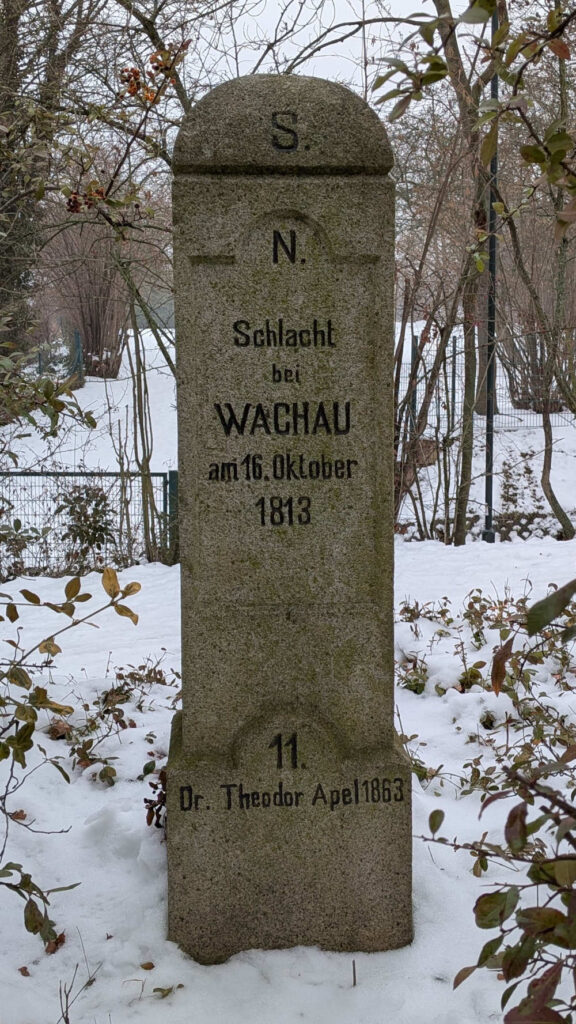 S.
N.
Schlacht
bei
WACHAU
am 16. Oktober
1813
11.
Dr. Theodor Apel 1863